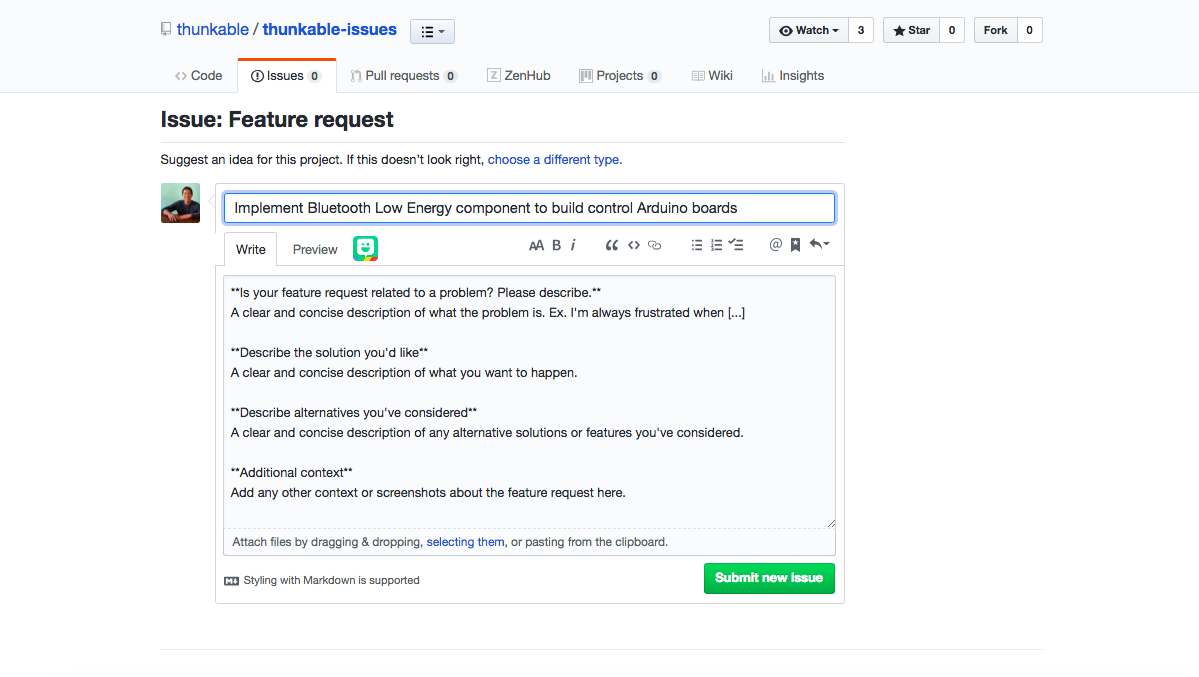 thunkable / thunkable-issues
Watch 3 Star 0 Fork 0
Code Issues 0 Pull requests 0 Z ZenHub Projects 0 Wiki Insights
Issue: Feature request
Suggest an idea for this project. If this doesn't look right, choose a different type.
Implement Bluetooth Low Energy component to build control Arduino boards
Write Preview AA B i “ <> @
**Is your feature request related to a problem? Please describe.**
A clear and concise description of what the problem is. Ex. I'm always frustrated when [...]
**Describe the solution you'd like**
A clear and concise description of what you want to happen.
**Describe alternatives you've considered**
A clear and concise description of any alternative solutions or features you've considered.
**Additional context**
Add any other context or screenshots about the feature request here.
Attach files by dragging & dropping, selecting them, or pasting from the clipboard.
M Styling with Markdown is supported
Submit new issue